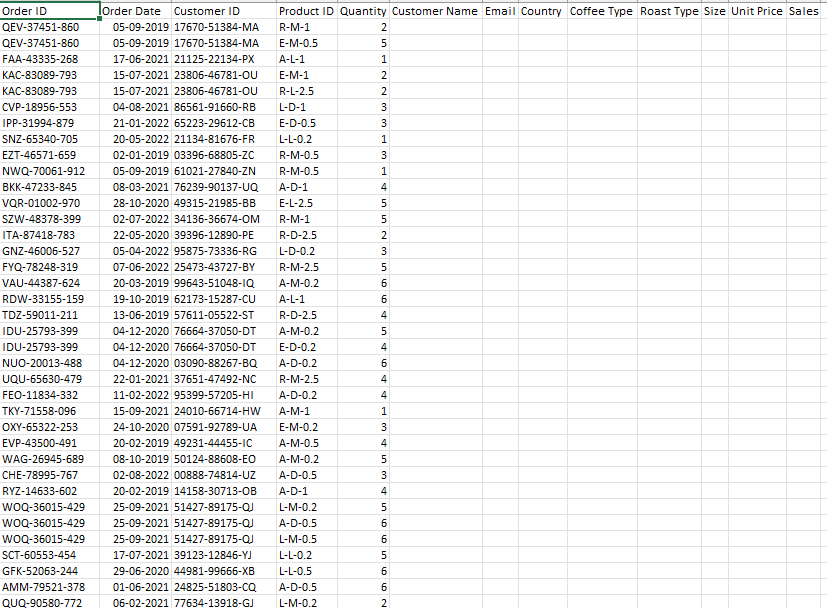 Order ID Order Date Customer ID Product ID Quantity Customer Name Email Country Coffee Type Roast Type Size Unit Price Sales
QEV-37451-860 05-09-2019 17670-51384-MA R-M-1 2
QEV-37451-860 05-09-2019 17670-51384-MA E-M-0.5 5
FAA-43335-268 17-06-2021 21125-22134-PX A-L-1 1
KAC-83089-793 15-07-2021 23806-46781-OU E-M-1 2
KAC-83089-793 15-07-2021 23806-46781-OU R-L-2.5 2
CVP-18956-553 04-08-2021 86561-91660-RB L-D-1 3
IPP-31994-879 21-01-2022 65223-29612-CB E-D-0.5 3
SNZ-65340-705 20-05-2022 21134-81676-FR L-L-0.2 1
EZT-46571-659 02-01-2019 03396-68805-ZC R-M-0.5 3
NWQ-70061-912 05-09-2019 61021-27840-ZN R-M-0.5 1
BKK-47233-845 08-03-2021 76239-90137-UQ A-D-1 4
VQR-01002-970 28-10-2020 49315-21985-BB E-L-2.5 5
SZW-48378-399 02-07-2022 34136-36674-OM R-M-1 5
ITA-87418-783 22-05-2020 39396-12890-PE R-D-2.5 2
GNZ-46006-527 05-04-2022 95875-73336-RG L-D-0.2 3
FYQ-78248-319 07-06-2022 25473-43727-BY R-M-2.5 5
VAU-44387-624 20-03-2019 99643-51048-IQ A-M-0.2 6
RDW-33155-159 19-10-2019 62173-15287-CU A-L-1 6
TDZ-59011-211 13-06-2019 57611-05522-ST R-D-2.5 4
IDU-25793-399 04-12-2020 76664-37050-DT A-M-0.2 5
IDU-25793-399 04-12-2020 76664-37050-DT E-D-0.2 4
NUO-20013-488 04-12-2020 03090-88267-BQ A-D-0.2 6
UQU-65630-479 22-01-2021 37651-47492-NC R-M-2.5 4
FEO-11834-332 11-02-2022 95399-57205-HI A-D-0.2 4
TKY-71558-096 15-09-2021 24010-66714-HW A-M-1 1
OXY-65322-253 24-10-2020 07591-92789-UA E-M-0.2 3
EVP-43500-491 20-02-2019 49231-44455-IC A-M-0.5 4
WAG-26945-689 08-10-2019 50124-88608-EO A-M-0.2 5
CHE-78995-767 02-08-2022 00888-74814-UZ A-D-0.5 3
RYZ-14633-602 20-02-2019 14158-30713-OB A-D-1 4
WOQ-36015-429 25-09-2021 51427-89175-QJ L-M-0.2 5
WOQ-36015-429 25-09-2021 51427-89175-QJ A-D-0.5 6
WOQ-36015-429 25-09-2021 51427-89175-QJ L-M-0.5 6
SCT-60553-454 17-07-2021 39123-12846-YJ L-L-0.2 5
GFK-52063-244 29-06-2020 44981-99666-XB L-L-0.5 6
AMM-79521-378 01-06-2021 24825-51803-CQ A-D-0.5 6
QUQ-90580-772 06-02-2021 77634-13918-GJ L-M-0.2 2